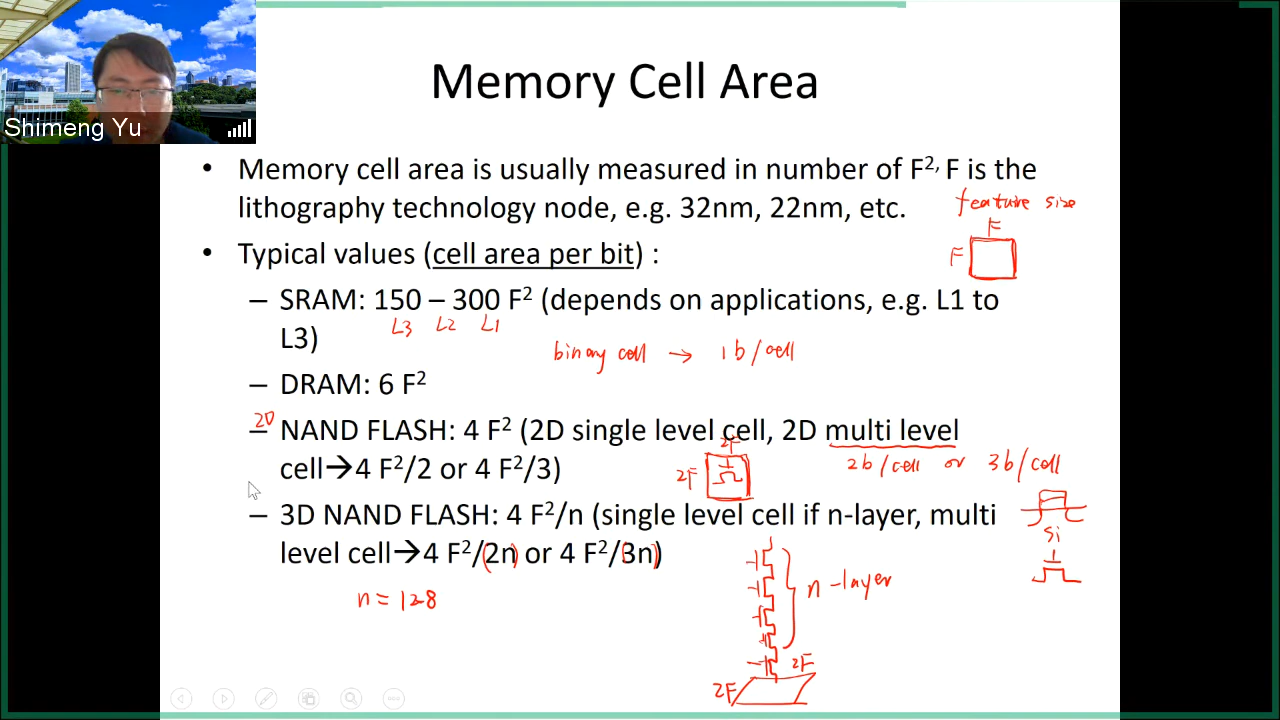 Shimeng Yu
Memory Cell Area
• Memory cell area is usually measured in number of F², F is the
lithography technology node, e.g. 32nm, 22nm, etc.
feature size
F
F
• Typical values (cell area per bit) :
– SRAM: 150 – 300 F² (depends on applications, e.g. L1 to
L3)
L3 L2 L1
binary cell → 1b/cell
– DRAM: 6 F²
2D
– NAND FLASH: 4 F² (2D single level cell, 2D multi level
cell→4 F²/2 or 4 F²/3)
2F
2F
2b/cell or 3b/cell
– 3D NAND FLASH: 4 F²/n (single level cell if n-layer, multi
level cell→4 F²/2n or 4 F²/3n)
Si
n = 128
n-layer
2F
2F